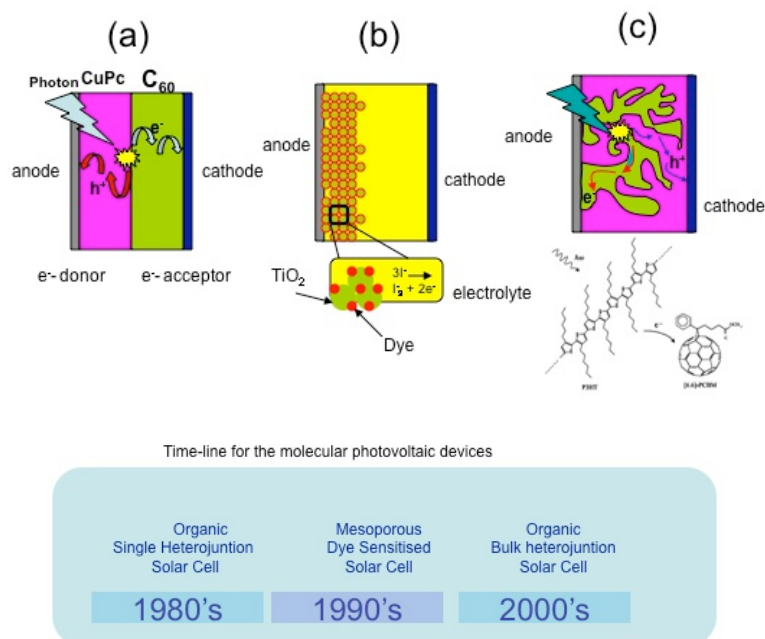 (a)
(b)
(c)
Photon CuPc C60
e-
h+
anode
cathode
e-- donor
e-- acceptor
anode
cathode
TiO2
3I-
I-3 + 2e-
electrolyte
Dye
anode
h+
e-
cathode
e-
P3HT
[6-6]-PCBM
Time-line for the molecular photovoltaic devices
Organic
Single Heterojuntion
Solar Cell
Mesoporous
Dye Sensitised
Solar Cell
Organic
Bulk heterojuntion
Solar Cell
1980's
1990's
2000's